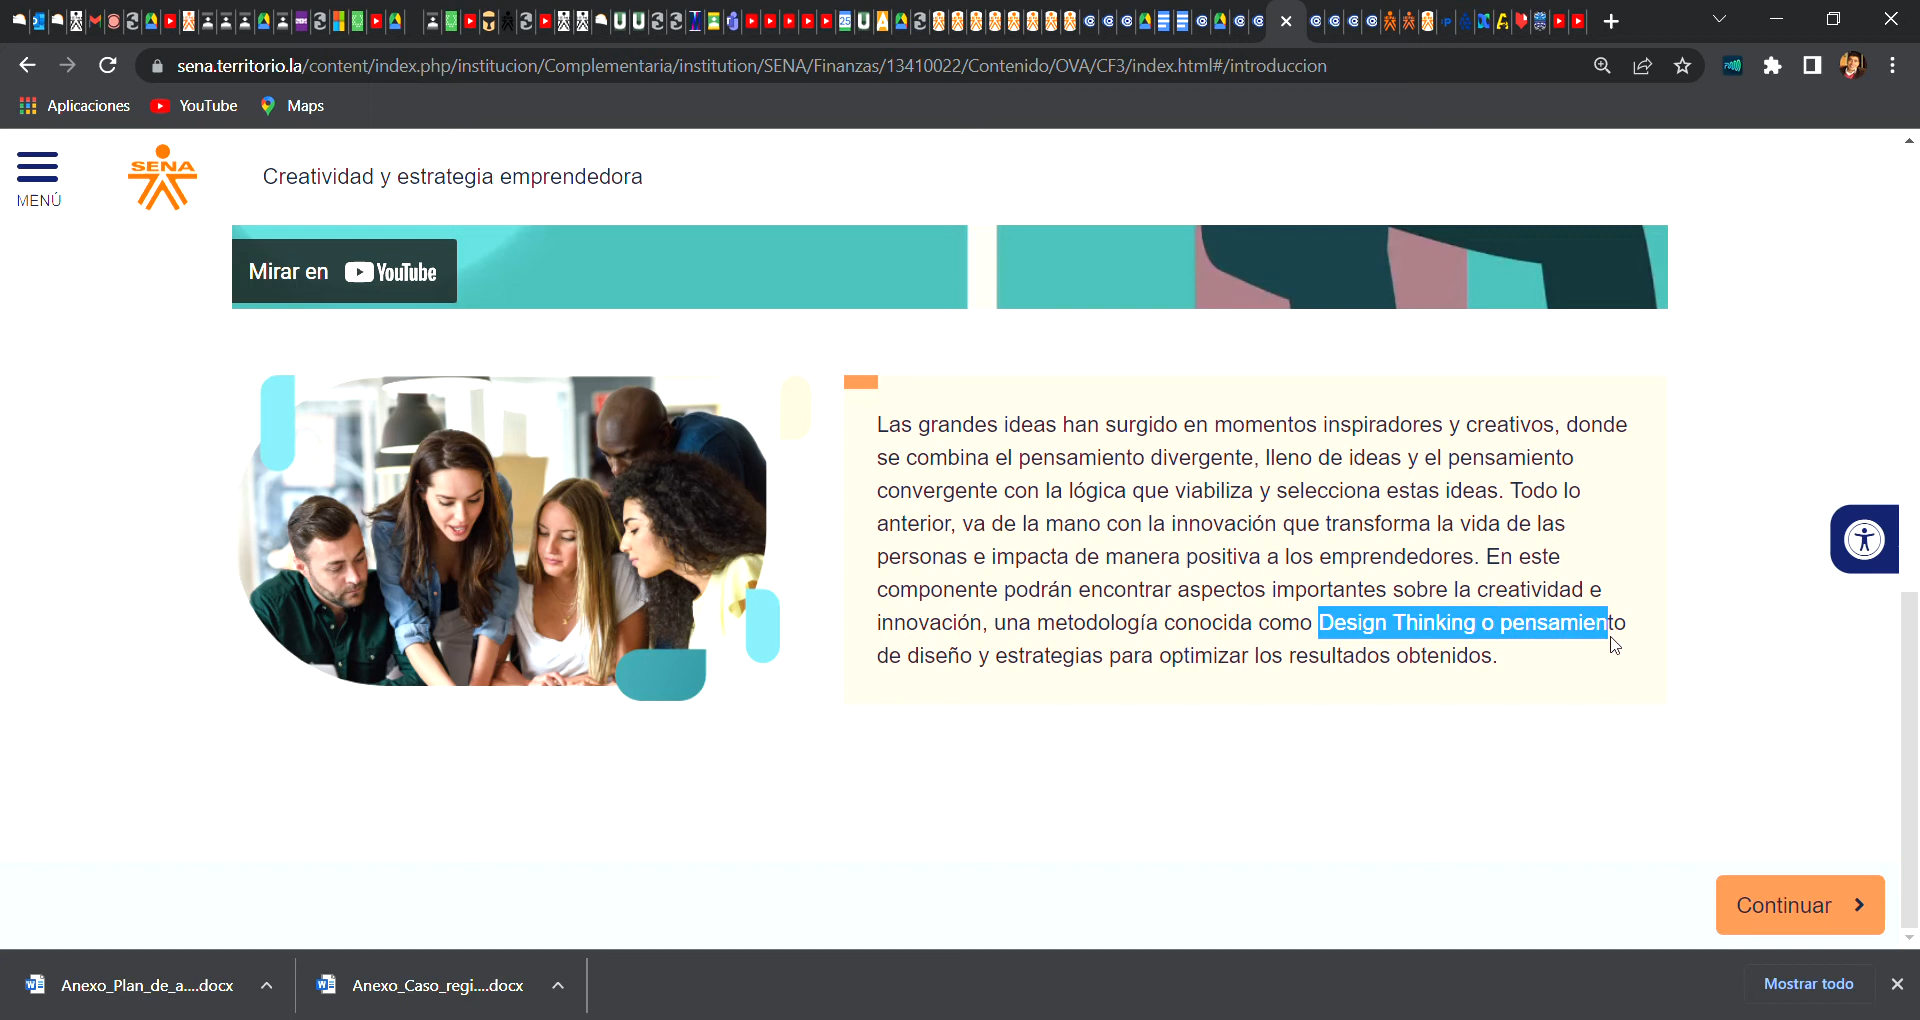 sena.territorio.la/content/index.php/institucion/Complementaria/institution/SENA/Finanzas/13410022/Contenido/OVA/CF3/index.html#/introduccion
Aplicaciones YouTube Maps
MENÚ
SENA
Creatividad y estrategia emprendedora
Mirar en YouTube
Las grandes ideas han surgido en momentos inspiradores y creativos, donde
se combina el pensamiento divergente, lleno de ideas y el pensamiento
convergente con la lógica que viabiliza y selecciona estas ideas. Todo lo
anterior, va de la mano con la innovación que transforma la vida de las
personas e impacta de manera positiva a los emprendedores. En este
componente podrán encontrar aspectos importantes sobre la creatividad e
innovación, una metodología conocida como Design Thinking o pensamiento
de diseño y estrategias para optimizar los resultados obtenidos.
Continuar
Anexo_Plan_de_a....docx Anexo_Caso_regi....docx Mostrar todo